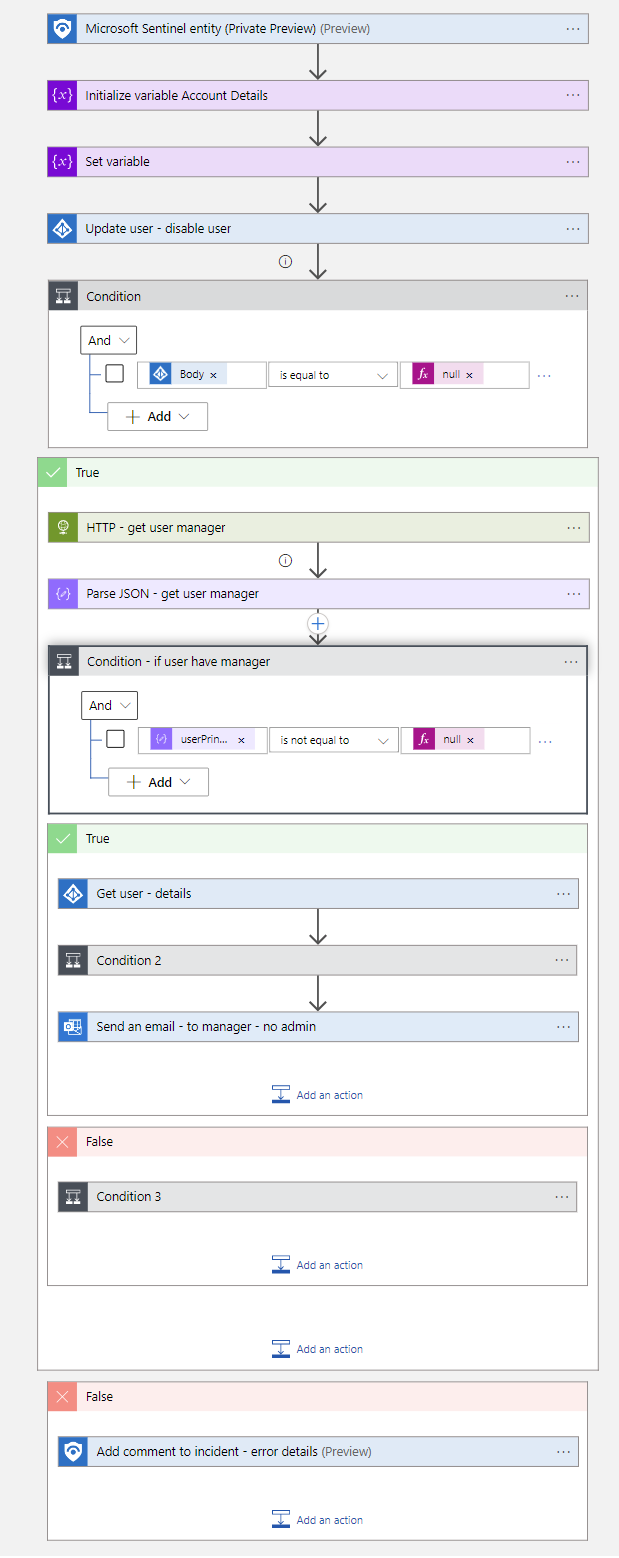 Microsoft Sentinel entity (Private Preview) (Preview)
{x} Initialize variable Account Details
{x} Set variable
Update user - disable user
Condition
And
Body × is equal to fx null ×
Add
True
HTTP - get user manager
Parse JSON - get user manager
Condition - if user have manager
And
userPrin... × is not equal to fx null ×
Add
True
Get user - details
Condition 2
Send an email - to manager - no admin
Add an action
False
Condition 3
Add an action
Add an action
False
Add comment to incident - error details (Preview)
Add an action